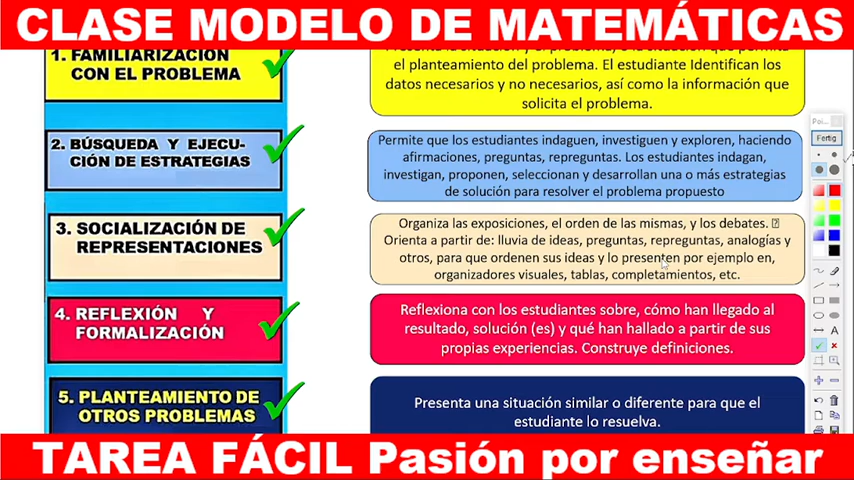 CLASE MODELO DE MATEMÁTICAS
1. FAMILIARIZACIÓN
CON EL PROBLEMA
el planteamiento del problema. El estudiante Identifican los
datos necesarios y no necesarios, así como la información que
solicita el problema.
2. BÚSQUEDA Y EJECU-
CIÓN DE ESTRATEGIAS
Permite que los estudiantes indaguen, investiguen y exploren, haciendo
afirmaciones, preguntas, repreguntas. Los estudiantes indagan,
investigan, proponen, seleccionan y desarrollan una o más estrategias
de solución para resolver el problema propuesto
3. SOCIALIZACIÓN DE
REPRESENTACIONES
Organiza las exposiciones, el orden de las mismas, y los debates.
Orienta a partir de: lluvia de ideas, preguntas, repreguntas, analogías y
otros, para que ordenen sus ideas y lo presenten por ejemplo en,
organizadores visuales, tablas, completamientos, etc.
4. REFLEXIÓN Y
FORMALIZACIÓN
Reflexiona con los estudiantes sobre, cómo han llegado al
resultado, solución (es) y qué han hallado a partir de sus
propias experiencias. Construye definiciones.
5. PLANTEAMIENTO DE
OTROS PROBLEMAS
Presenta una situación similar o diferente para que el
estudiante lo resuelva.
Poi...
Fertig
A
TAREA FÁCIL Pasión por enseñar